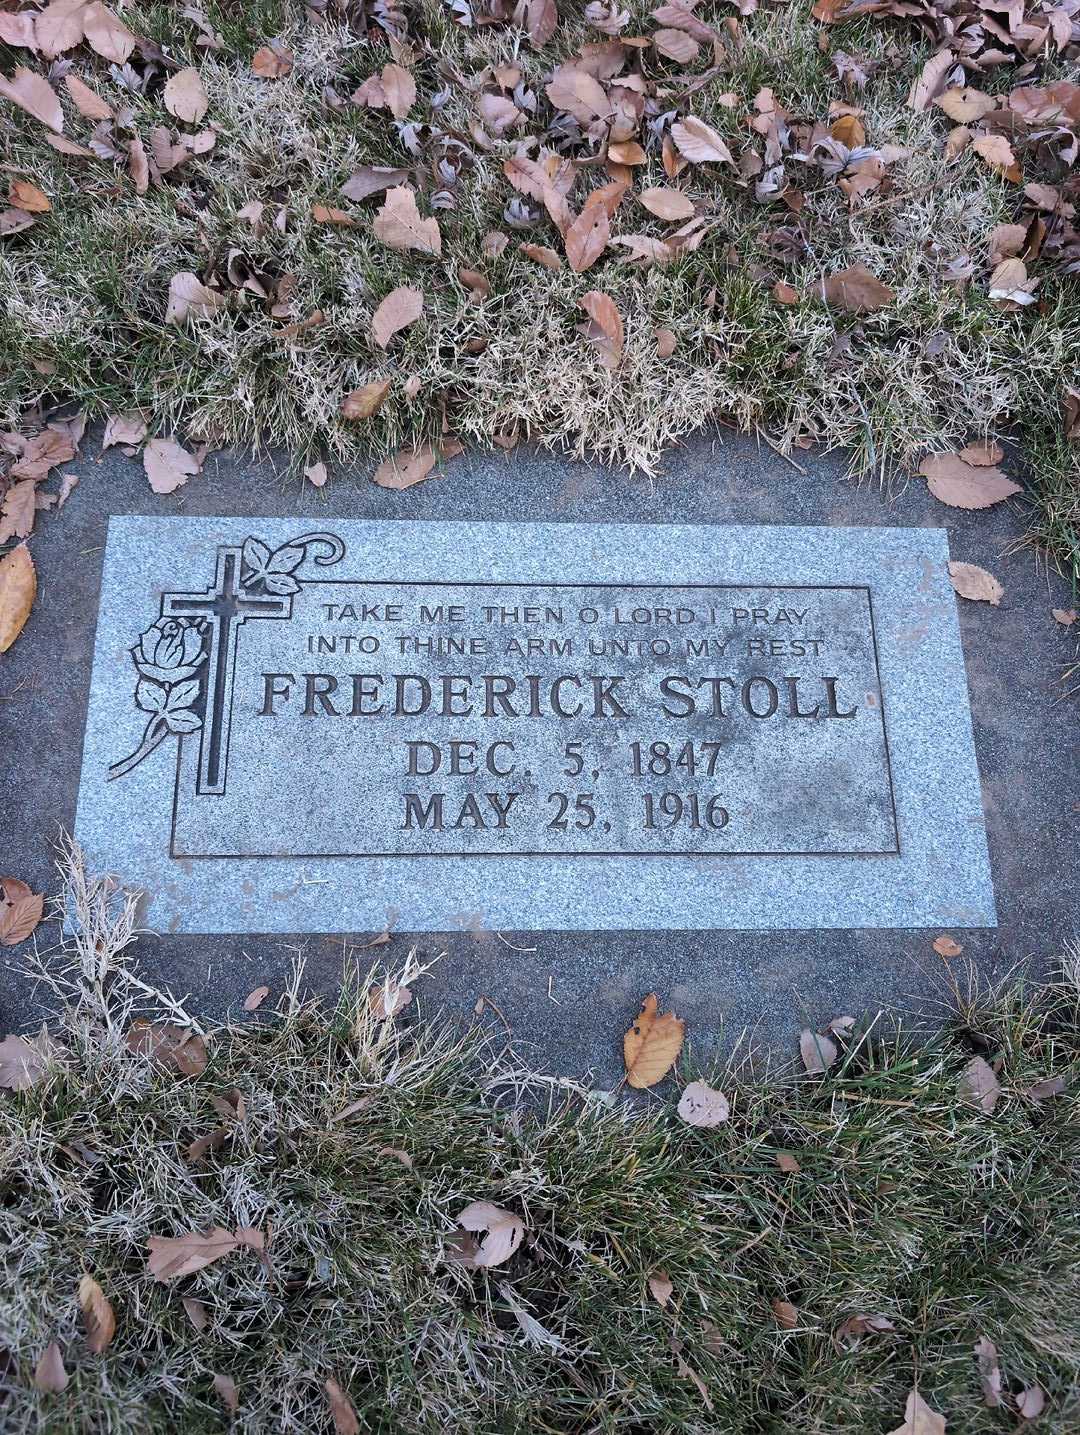 TAKE ME THEN O LORD I PRAY
INTO THINE ARM UNTO MY REST
FREDERICK STOLL
DEC. 5, 1847
MAY 25, 1916